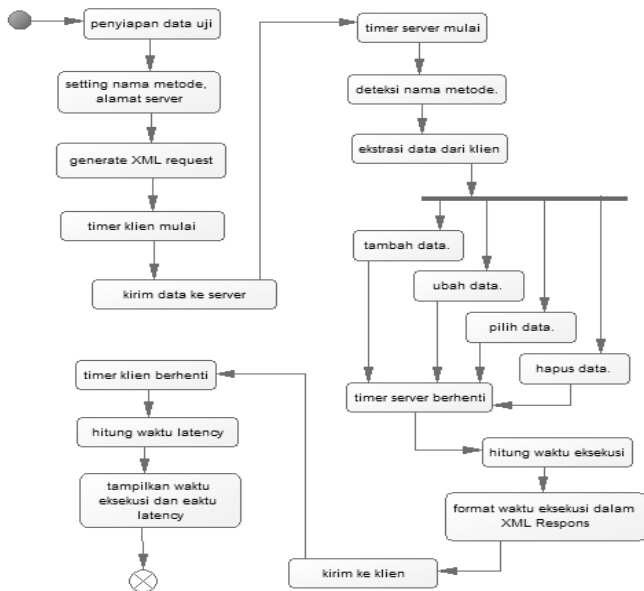 penyiapan data uji
setting nama metode,
alamat server
generate XML request
timer klien mulai
kirim data ke server
timer server mulai
deteksi nama metode.
ekstrasi data dari klien
tambah data.
ubah data.
pilih data.
hapus data.
timer server berhenti
hitung waktu eksekusi
format waktu eksekusi dalam
XML Respons
kirim ke klien
timer klien berhenti
hitung waktu latency
tampilkan waktu
eksekusi dan eaktu
latency